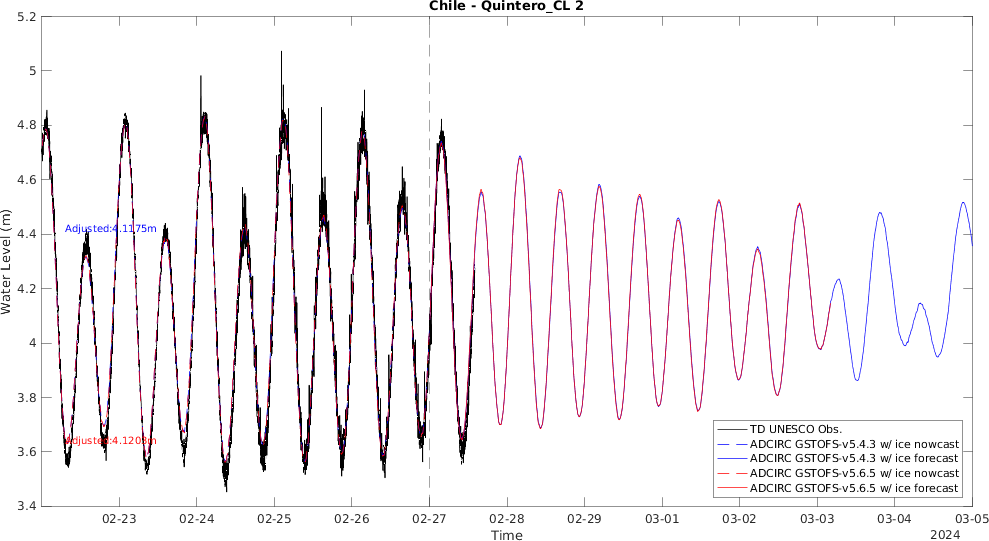 Chile - Quintero_CL 2
5.2
5
4.8
4.6
4.4
4.2
4
3.8
3.6
3.4
Water Level (m)
Adjusted:4.1175m
Adjusted:4.1203m
TD UNESCO Obs.
ADCIRC GSTOFS-v5.4.3 w/ ice nowcast
ADCIRC GSTOFS-v5.4.3 w/ ice forecast
ADCIRC GSTOFS-v5.6.5 w/ ice nowcast
ADCIRC GSTOFS-v5.6.5 w/ ice forecast
02-23 02-24 02-25 02-26 02-27 02-28 02-29 03-01 03-02 03-03 03-04 03-05
Time
2024